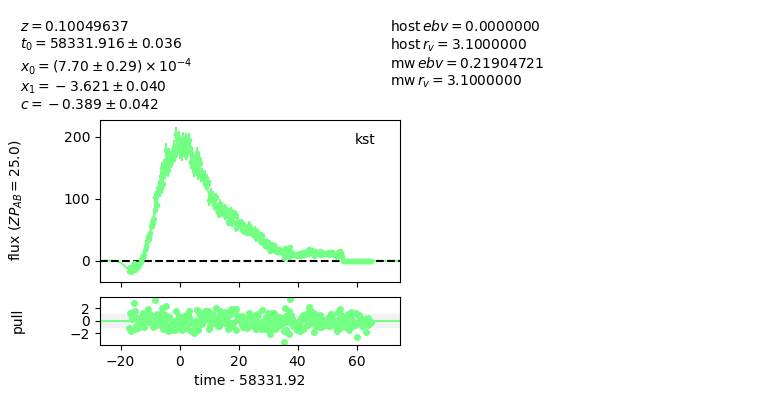 z = 0.10049637
t₀ = 58331.916 ± 0.036
x₀ = (7.70 ± 0.29) × 10⁻⁴
x₁ = −3.621 ± 0.040
c = −0.389 ± 0.042
host ebv = 0.0000000
host r_v = 3.1000000
mw ebv = 0.21904721
mw r_v = 3.1000000
flux (ZP_AB = 25.0)
200
100
0
kst
pull
2
0
−2
−20 0 20 40 60
time - 58331.92